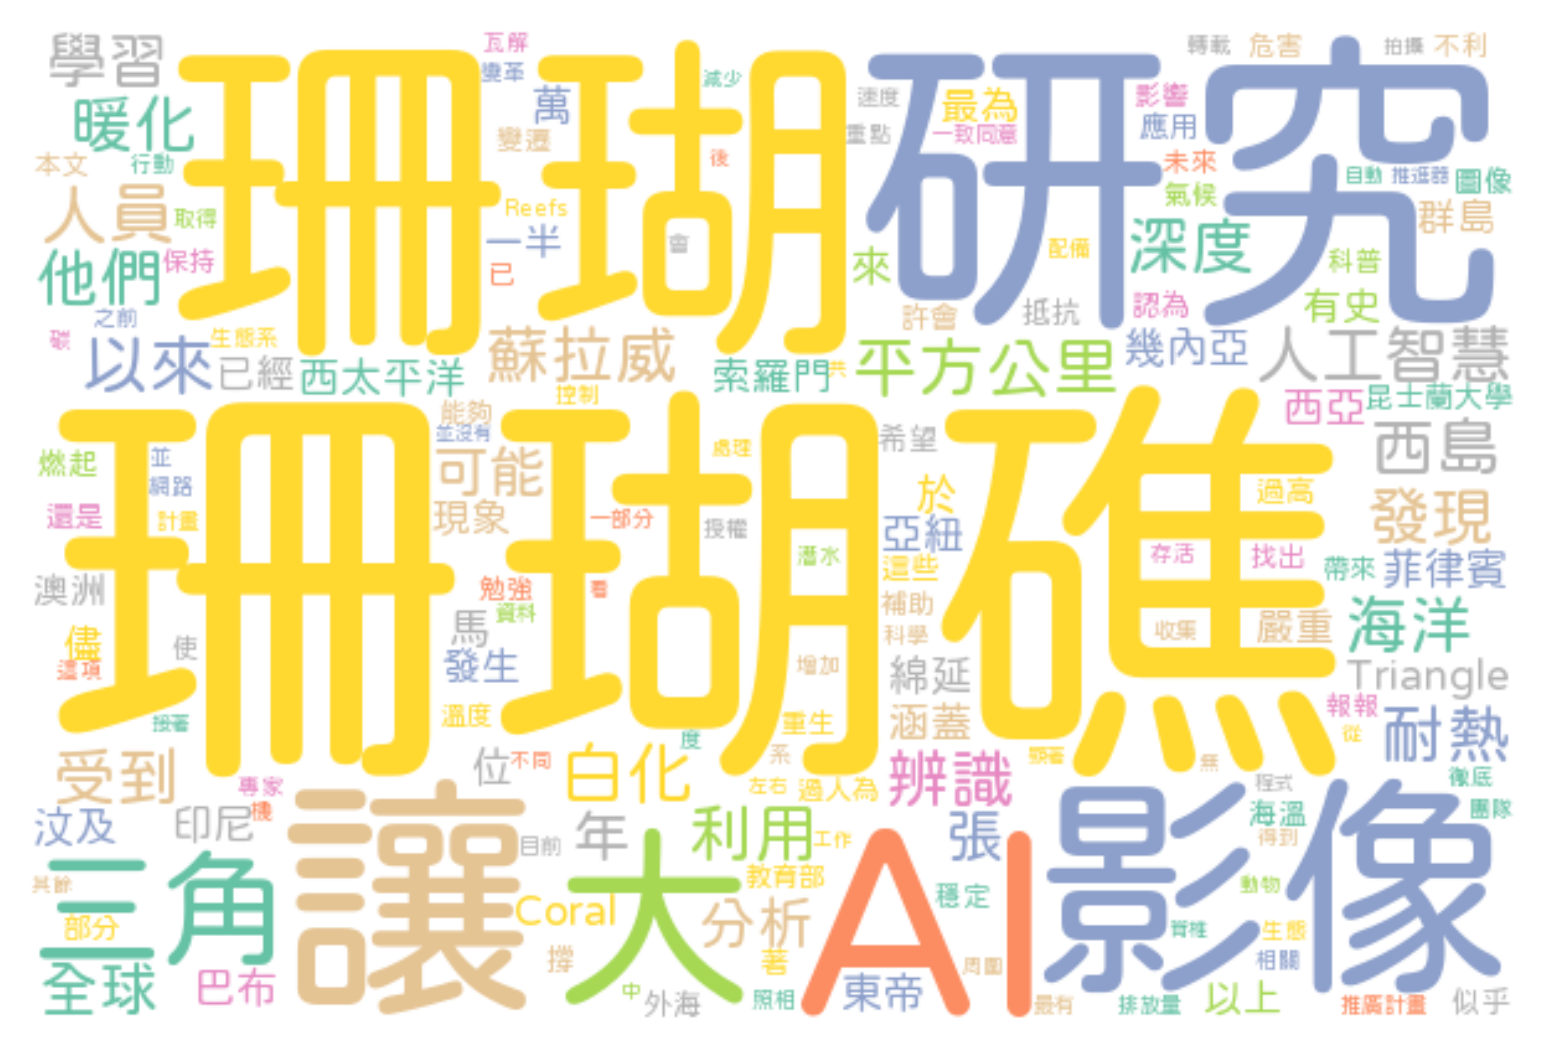 學習
瓦解
減少
轉載
危害
拍攝
不利
珊瑚
研究
變革
暖化
萬
速度
最為
影響
變遷
重點
一致同意
應用
本文
行動
後
未來
自動
推進器
圖像
人員
取得
Reefs
氣候
群島
一半
會
配備
深度
科普
他們
保持
已
來
之前
許會
抵抗
認為
有史
碳
生態系
以來
已經
西太平洋
蘇拉威
索羅門
共
平方公里
幾內亞
人工智慧
控制
西亞
昆士蘭大學
能夠
並沒有
珊瑚礁
希望
西島
燃起
並
可能
處理
網路
過高
還是
計畫
現象
一部分
授權
於
亞紐
發現
潛水
這些
存活
找出
帶來
菲律賓
澳洲
勉強
看
資料
補助
儘
使
馬
科學
收集
嚴重
海洋
這項
發生
增加
綿延
Triangle
接著
溫度
重生
涵蓋
報報
從
耐熱
度
受到
位
不同
白化
系
顯著
無
專家
左右
過人為
辨識
程式
徹底
汶及
印尼
機
讓
目前
年
利用
工作
張
海溫
得到
團隊
影像
三角
其餘
大
教育部
AI
穩定
動物
部分
Coral
分析
脊椎
生態
全球
巴布
撐
著
周圍
相關
中
外海
照相
東帝
最有
排放量
以上
推廣計畫
似乎